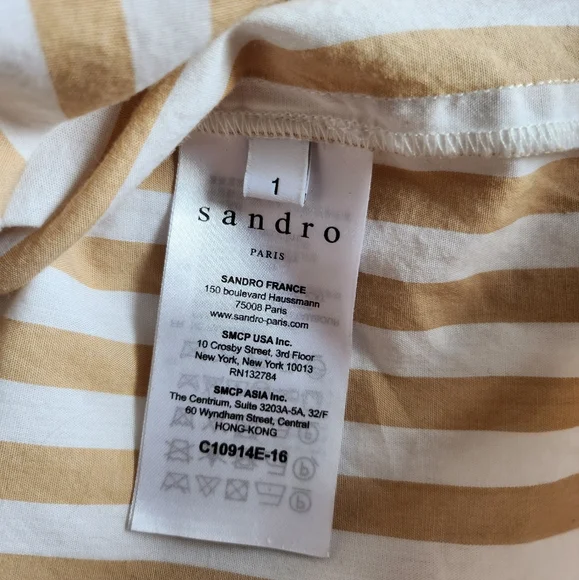 1
sandro
PARIS
SANDRO FRANCE
150 boulevard Haussmann
75008 Paris
www.sandro-paris.com
SMCP USA Inc.
10 Crosby Street, 3rd Floor
New York, New York 10013
RN132784
SMCP ASIA Inc.
The Centrium, Suite 3203A-5A, 32/F
60 Wyndham Street, Central
HONG-KONG
C10914E-16